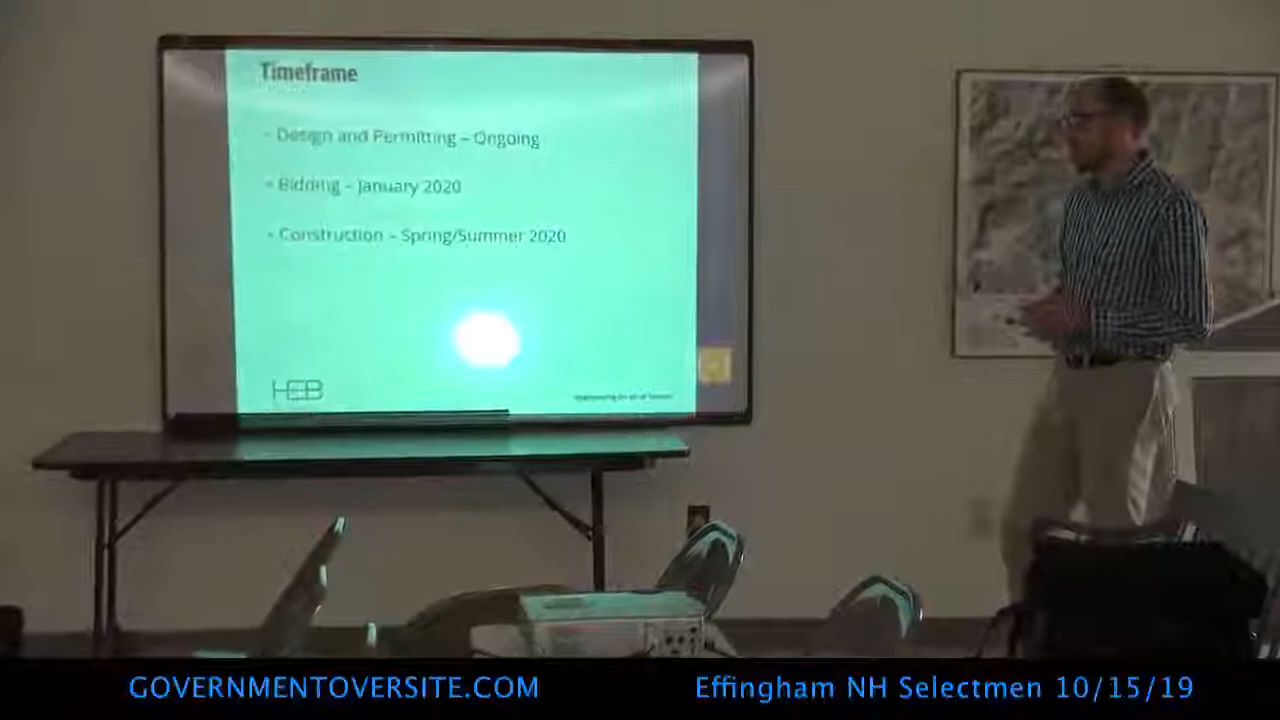 Timeframe
- Design and Permitting – Ongoing
- Bidding – January 2020
- Construction – Spring/Summer 2020
HEB
GOVERNMENTOVERSITE.COM
Effingham NH Selectmen 10/15/19